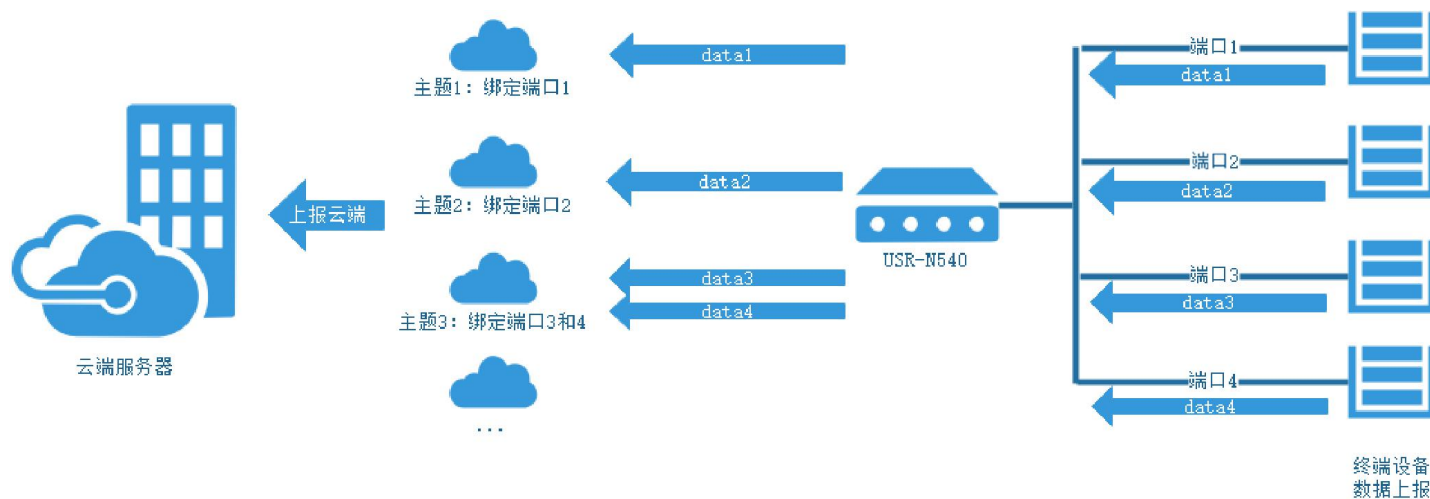 data1
主题1: 绑定端口1
data2
主题2: 绑定端口2
上报云端
data3
data4
主题3: 绑定端口3和4
...
云端服务器
USR-N540
端口1
data1
端口2
data2
端口3
data3
端口4
data4
终端设备
数据上报